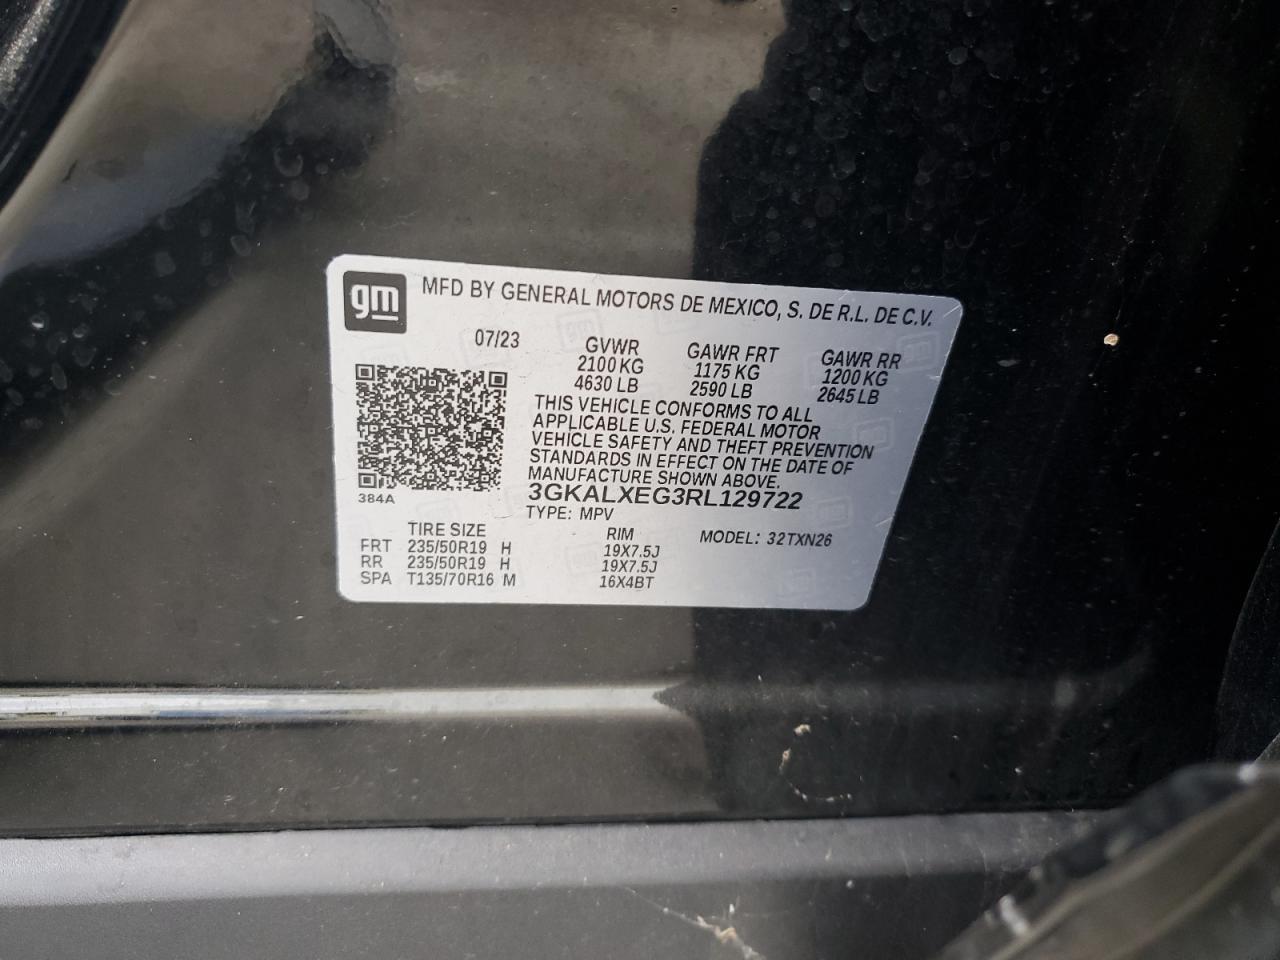 gm
MFD BY GENERAL MOTORS DE MEXICO, S. DE R.L. DE C.V.
07/23 GVWR GAWR FRT GAWR RR
2100 KG 1175 KG 1200 KG
4630 LB 2590 LB 2645 LB
THIS VEHICLE CONFORMS TO ALL
APPLICABLE U.S. FEDERAL MOTOR
VEHICLE SAFETY AND THEFT PREVENTION
STANDARDS IN EFFECT ON THE DATE OF
MANUFACTURE SHOWN ABOVE.
384A 3GKALXEG3RL129722
TYPE: MPV
TIRE SIZE RIM MODEL: 32TXN26
FRT 235/50R19 H 19X7.5J
RR 235/50R19 H 19X7.5J
SPA T135/70R16 M 16X4BT